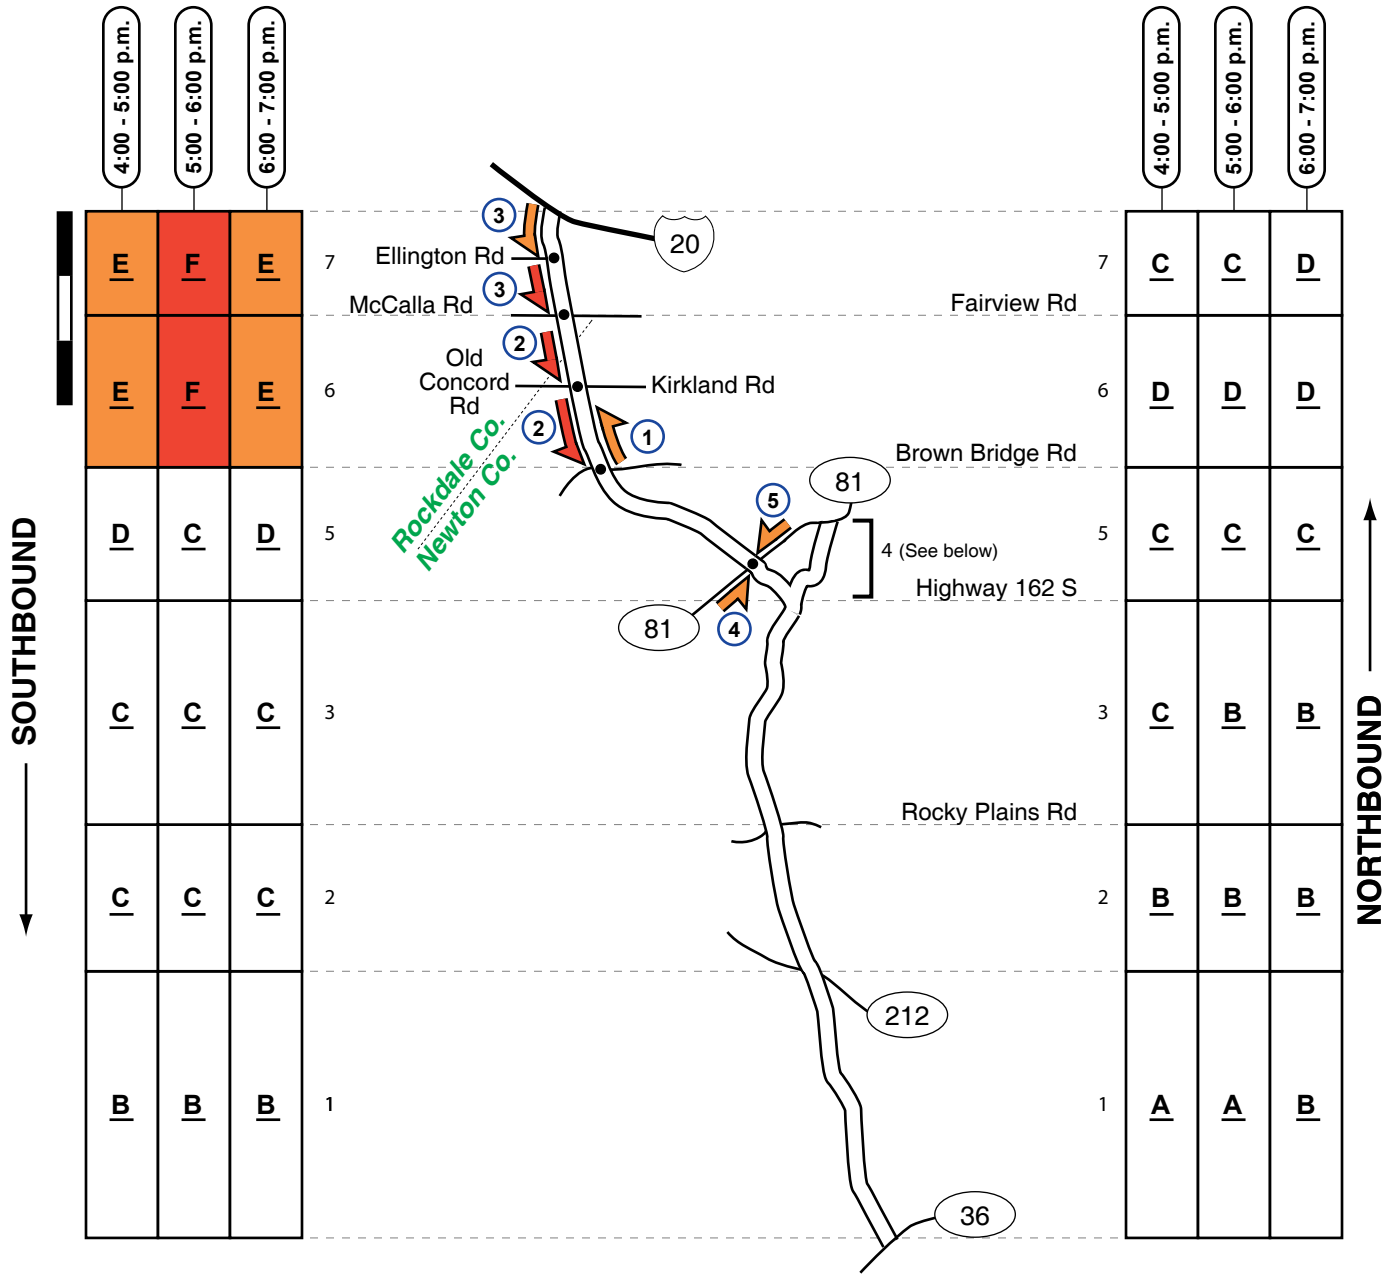 4:00 - 5:00 p.m.
5:00 - 6:00 p.m.
6:00 - 7:00 p.m.
4:00 - 5:00 p.m.
5:00 - 6:00 p.m.
6:00 - 7:00 p.m.
E F E 7
3
20
Ellington Rd
3
McCalla Rd
Fairview Rd
7 C C D
E F E 6
2
Old
Concord
Rd
Kirkland Rd
2
1
Rockdale Co.
Newton Co.
Brown Bridge Rd
6 D D D
D C D 5
81
5
4 (See below)
Highway 162 S
81
4
5 C C C
SOUTHBOUND
NORTHBOUND
C C C 3
3 C B B
Rocky Plains Rd
C C C 2
2 B B B
212
B B B 1
1 A A B
36